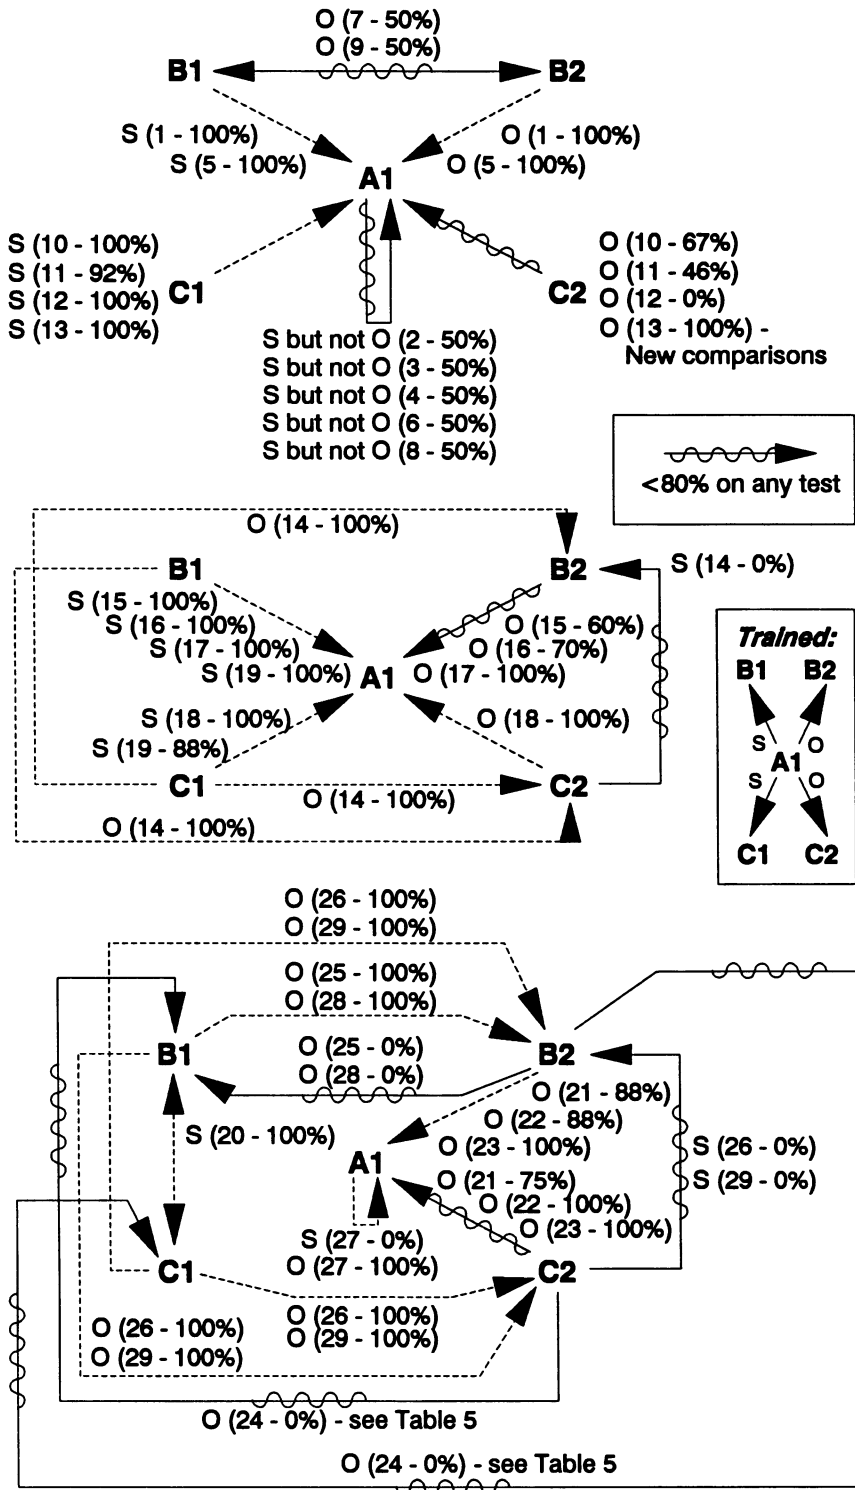 O (7 - 50%)
O (9 - 50%)
B1
B2
S (1 - 100%)
O (1 - 100%)
S (5 - 100%)
O (5 - 100%)
A1
S (10 - 100%)
S (11 - 92%)
S (12 - 100%)
S (13 - 100%)
C1
C2
O (10 - 67%)
O (11 - 46%)
O (12 - 0%)
O (13 - 100%) -
New comparisons
S but not O (2 - 50%)
S but not O (3 - 50%)
S but not O (4 - 50%)
S but not O (6 - 50%)
S but not O (8 - 50%)
<80% on any test
O (14 - 100%)
B1
B2
S (14 - 0%)
S (15 - 100%)
S (16 - 100%)
S (17 - 100%)
S (19 - 100%)
O (15 - 60%)
O (16 - 70%)
O (17 - 100%)
A1
S (18 - 100%)
S (19 - 88%)
O (18 - 100%)
C1
C2
O (14 - 100%)
O (14 - 100%)
Trained:
B1 B2
S O
A1
S O
C1 C2
O (26 - 100%)
O (29 - 100%)
O (25 - 100%)
O (28 - 100%)
B1
B2
O (25 - 0%)
O (28 - 0%)
O (21 - 88%)
O (22 - 88%)
O (23 - 100%)
S (20 - 100%)
A1
O (21 - 75%)
O (22 - 100%)
O (23 - 100%)
S (26 - 0%)
S (29 - 0%)
S (27 - 0%)
O (27 - 100%)
C1
C2
O (26 - 100%)
O (29 - 100%)
O (26 - 100%)
O (29 - 100%)
O (24 - 0%) - see Table 5
O (24 - 0%) - see Table 5